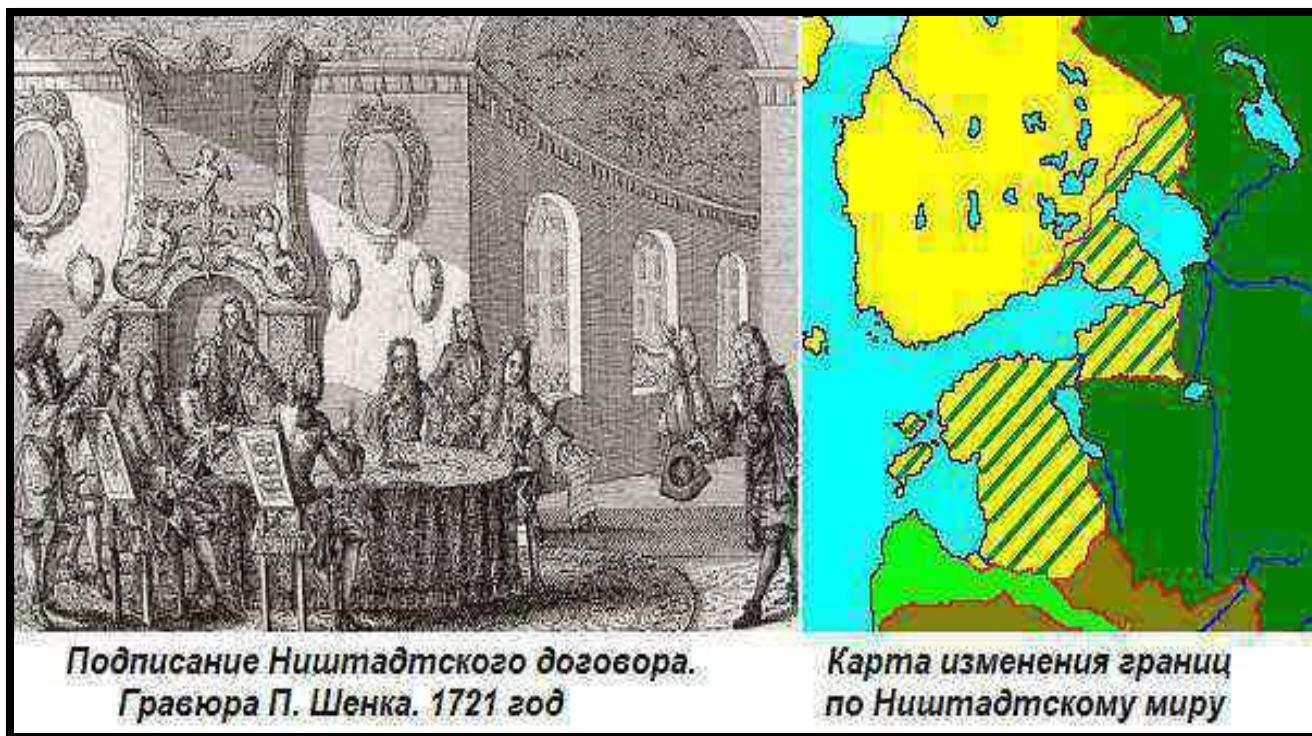 Подписание Ништадтского договора.
Гравюра П. Шенка. 1721 год
Карта изменения границ
по Ништадтскому миру